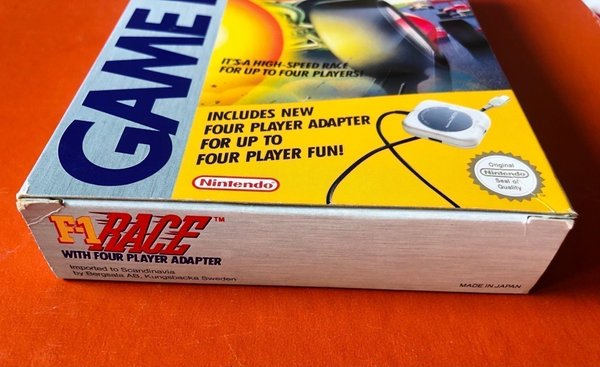 GAME
IT'S A HIGH-SPEED RACE
FOR UP TO FOUR PLAYERS!
INCLUDES NEW
FOUR PLAYER ADAPTER
FOR UP TO
FOUR PLAYER FUN!
Nintendo®
Original
Nintendo
Seal of
Quality
F-1 RACE™
WITH FOUR PLAYER ADAPTER
Imported to Scandinavia
by Bergsala AB, Kungsbacka Sweden
MADE IN JAPAN